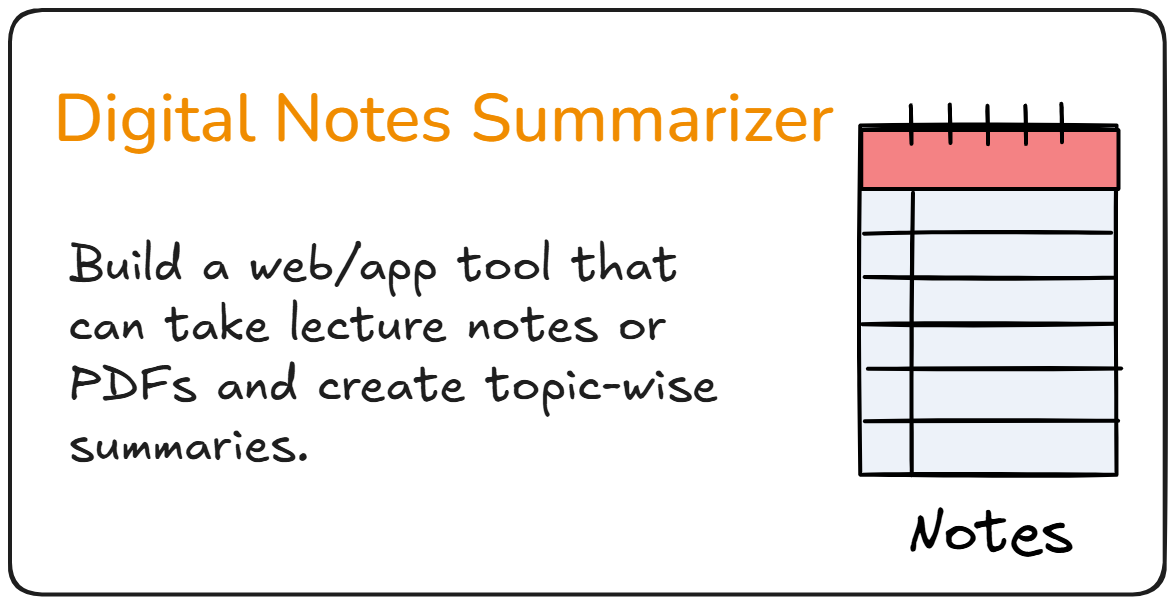 Digital Notes Summarizer
Build a web/app tool that
can take lecture notes or
PDFs and create topic-wise
summaries.
Notes